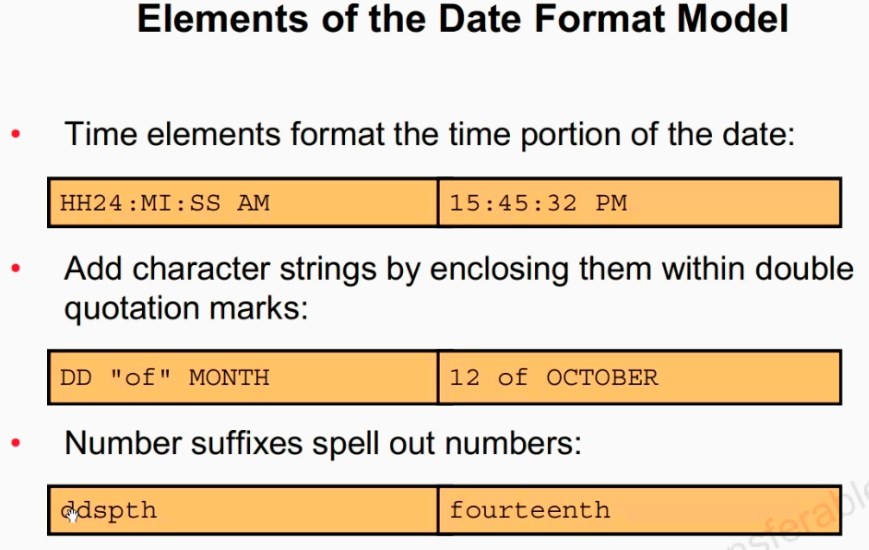 Elements of the Date Format Model
• Time elements format the time portion of the date:
HH24:MI:SS AM 15:45:32 PM
• Add character strings by enclosing them within double
quotation marks:
DD "of" MONTH 12 of OCTOBER
• Number suffixes spell out numbers:
ddspth fourteenth